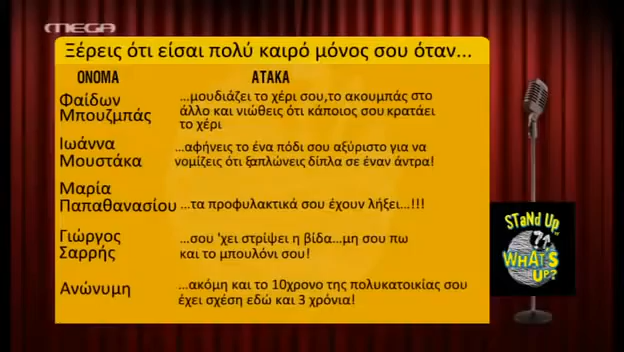 MEGA
Ξέρεις ότι είσαι πολύ καιρό μόνος σου όταν...
ΟΝΟΜΑ
ΑΤΑΚΑ
Φαίδων
Μπουζμπάς
...μουδιάζει το χέρι σου,το ακουμπάς στο
άλλο και νιώθεις ότι κάποιος σου κρατάει
το χέρι
Ιωάννα
Μουστάκα
...αφήνεις το ένα πόδι σου αξύριστο για να
νομίζεις ότι ξαπλώνεις δίπλα σε έναν άντρα!
Μαρία
Παπαθανασίου
...τα προφυλακτικά σου έχουν λήξει...!!!
Γιώργος
Σαρρής
...σου 'χει στρίψει η βίδα...μη σου πω
και το μπουλόνι σου!
Ανώνυμη
...ακόμη και το 10χρονο της πολυκατοικίας σου
έχει σχέση εδώ και 3 χρόνια!
STaNd Up
WHAT'S
UP?